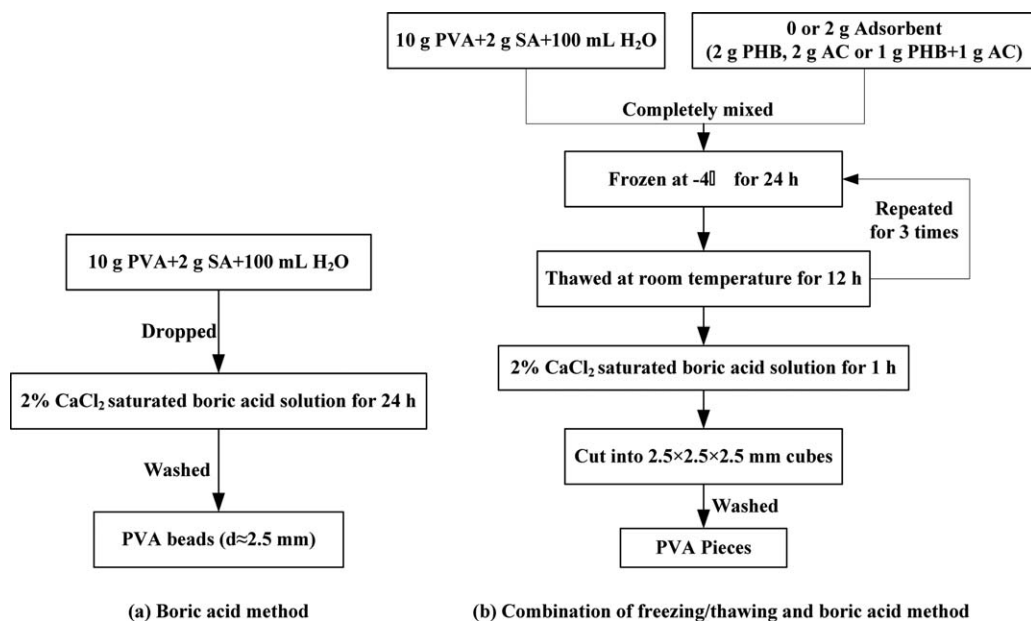 10 g PVA+2 g SA+100 mL H₂O
Dropped
2% CaCl₂ saturated boric acid solution for 24 h
Washed
PVA beads (d≈2.5 mm)
(a) Boric acid method
10 g PVA+2 g SA+100 mL H₂O
0 or 2 g Adsorbent
(2 g PHB, 2 g AC or 1 g PHB+1 g AC)
Completely mixed
Frozen at -4▯ for 24 h
Repeated
for 3 times
Thawed at room temperature for 12 h
2% CaCl₂ saturated boric acid solution for 1 h
Cut into 2.5×2.5×2.5 mm cubes
Washed
PVA Pieces
(b) Combination of freezing/thawing and boric acid method